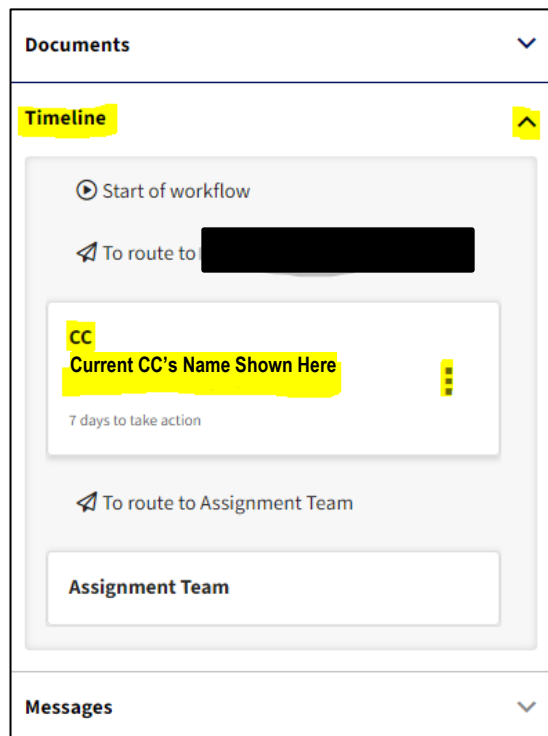 Documents
Timeline
Start of workflow
To route to
CC
Current CC's Name Shown Here
7 days to take action
To route to Assignment Team
Assignment Team
Messages